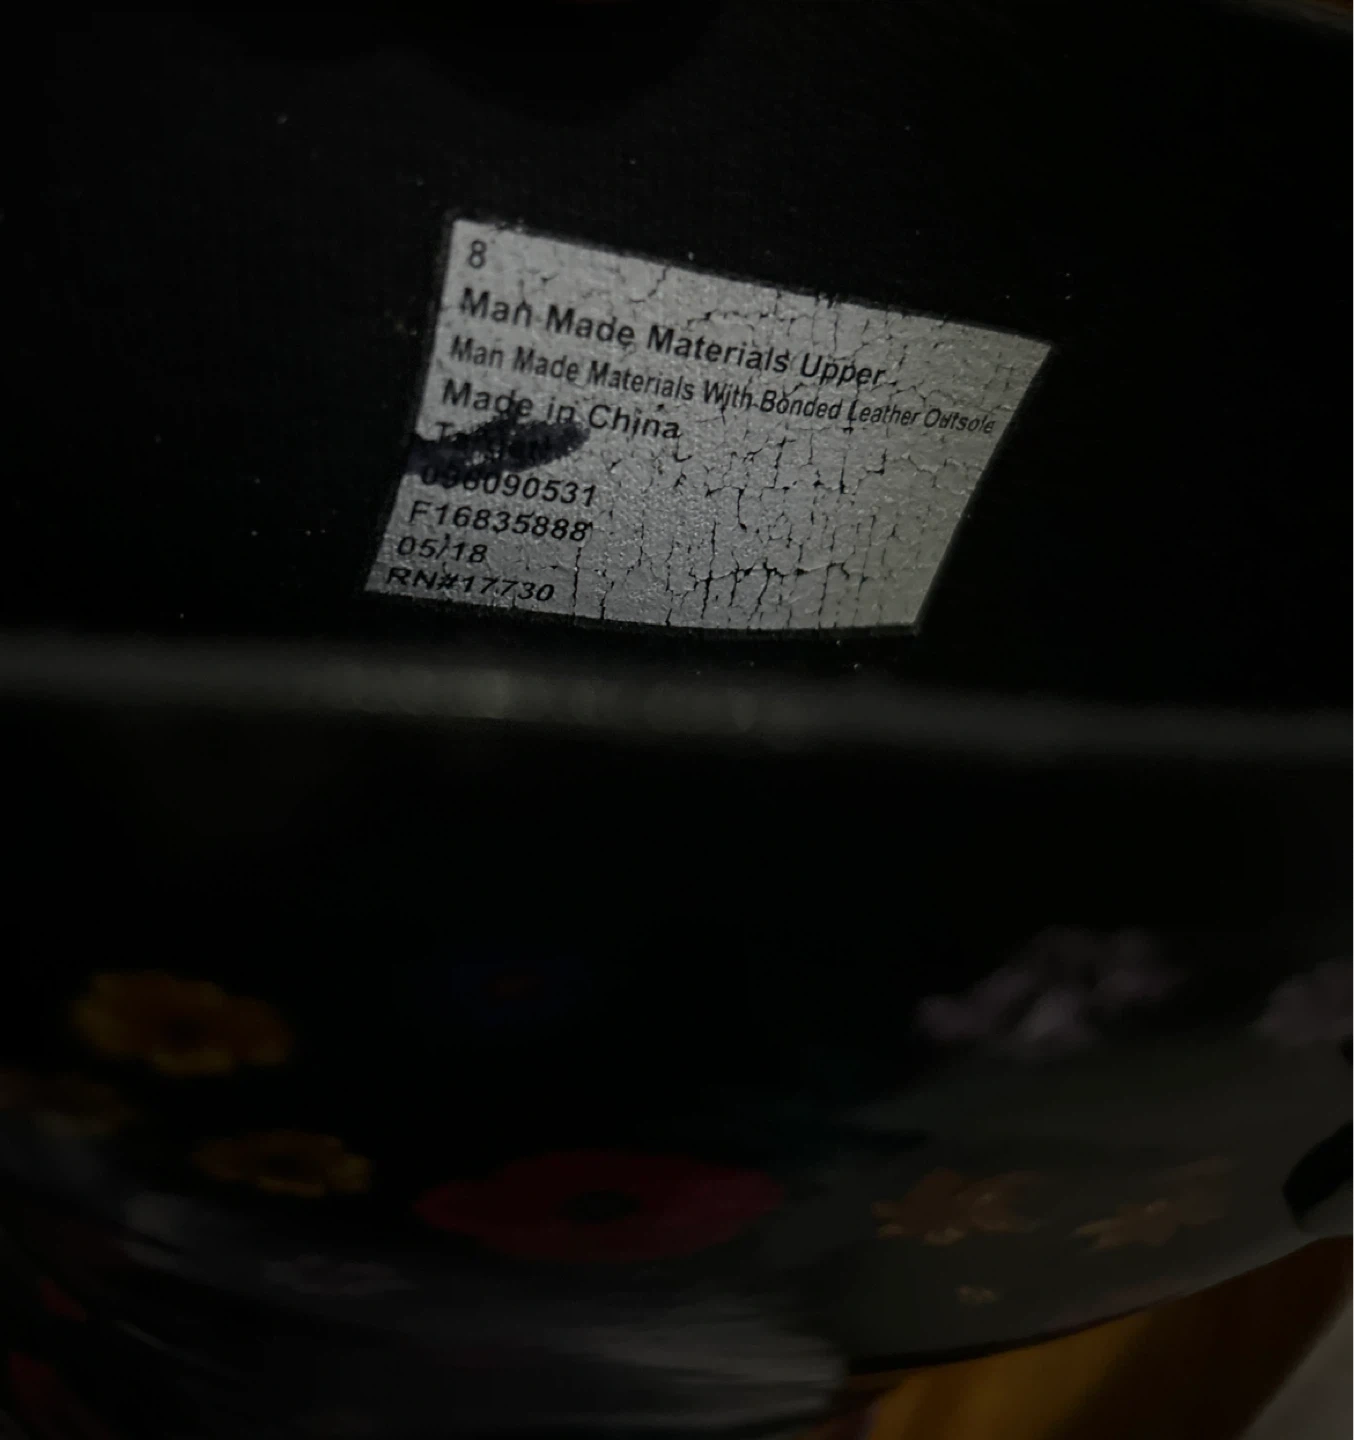 8
Man Made Materials Upper
Man Made Materials With Bonded Leather Outsole
Made in China
096090531
F16835888
05/18
RN#17730